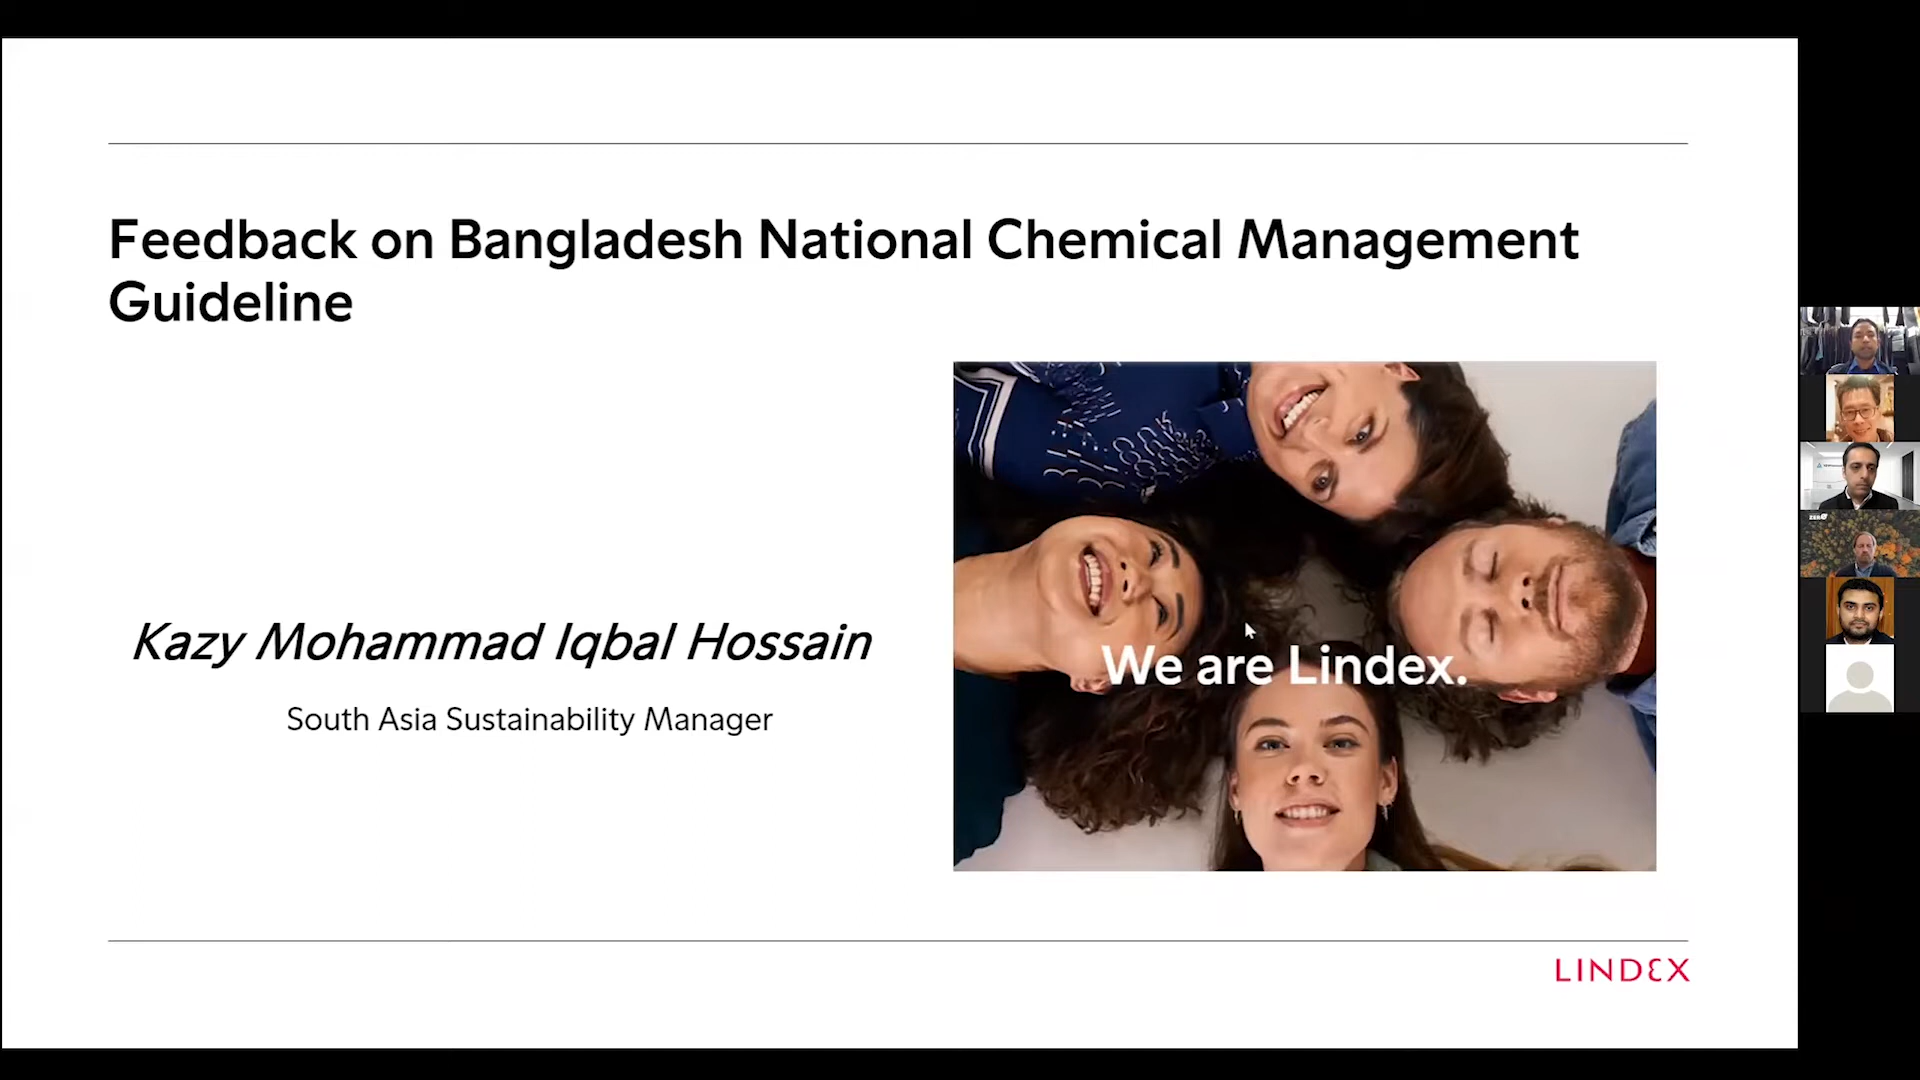 Feedback on Bangladesh National Chemical Management
Guideline
Kazy Mohammad Iqbal Hossain
South Asia Sustainability Manager
We are Lindex.
LINDEX